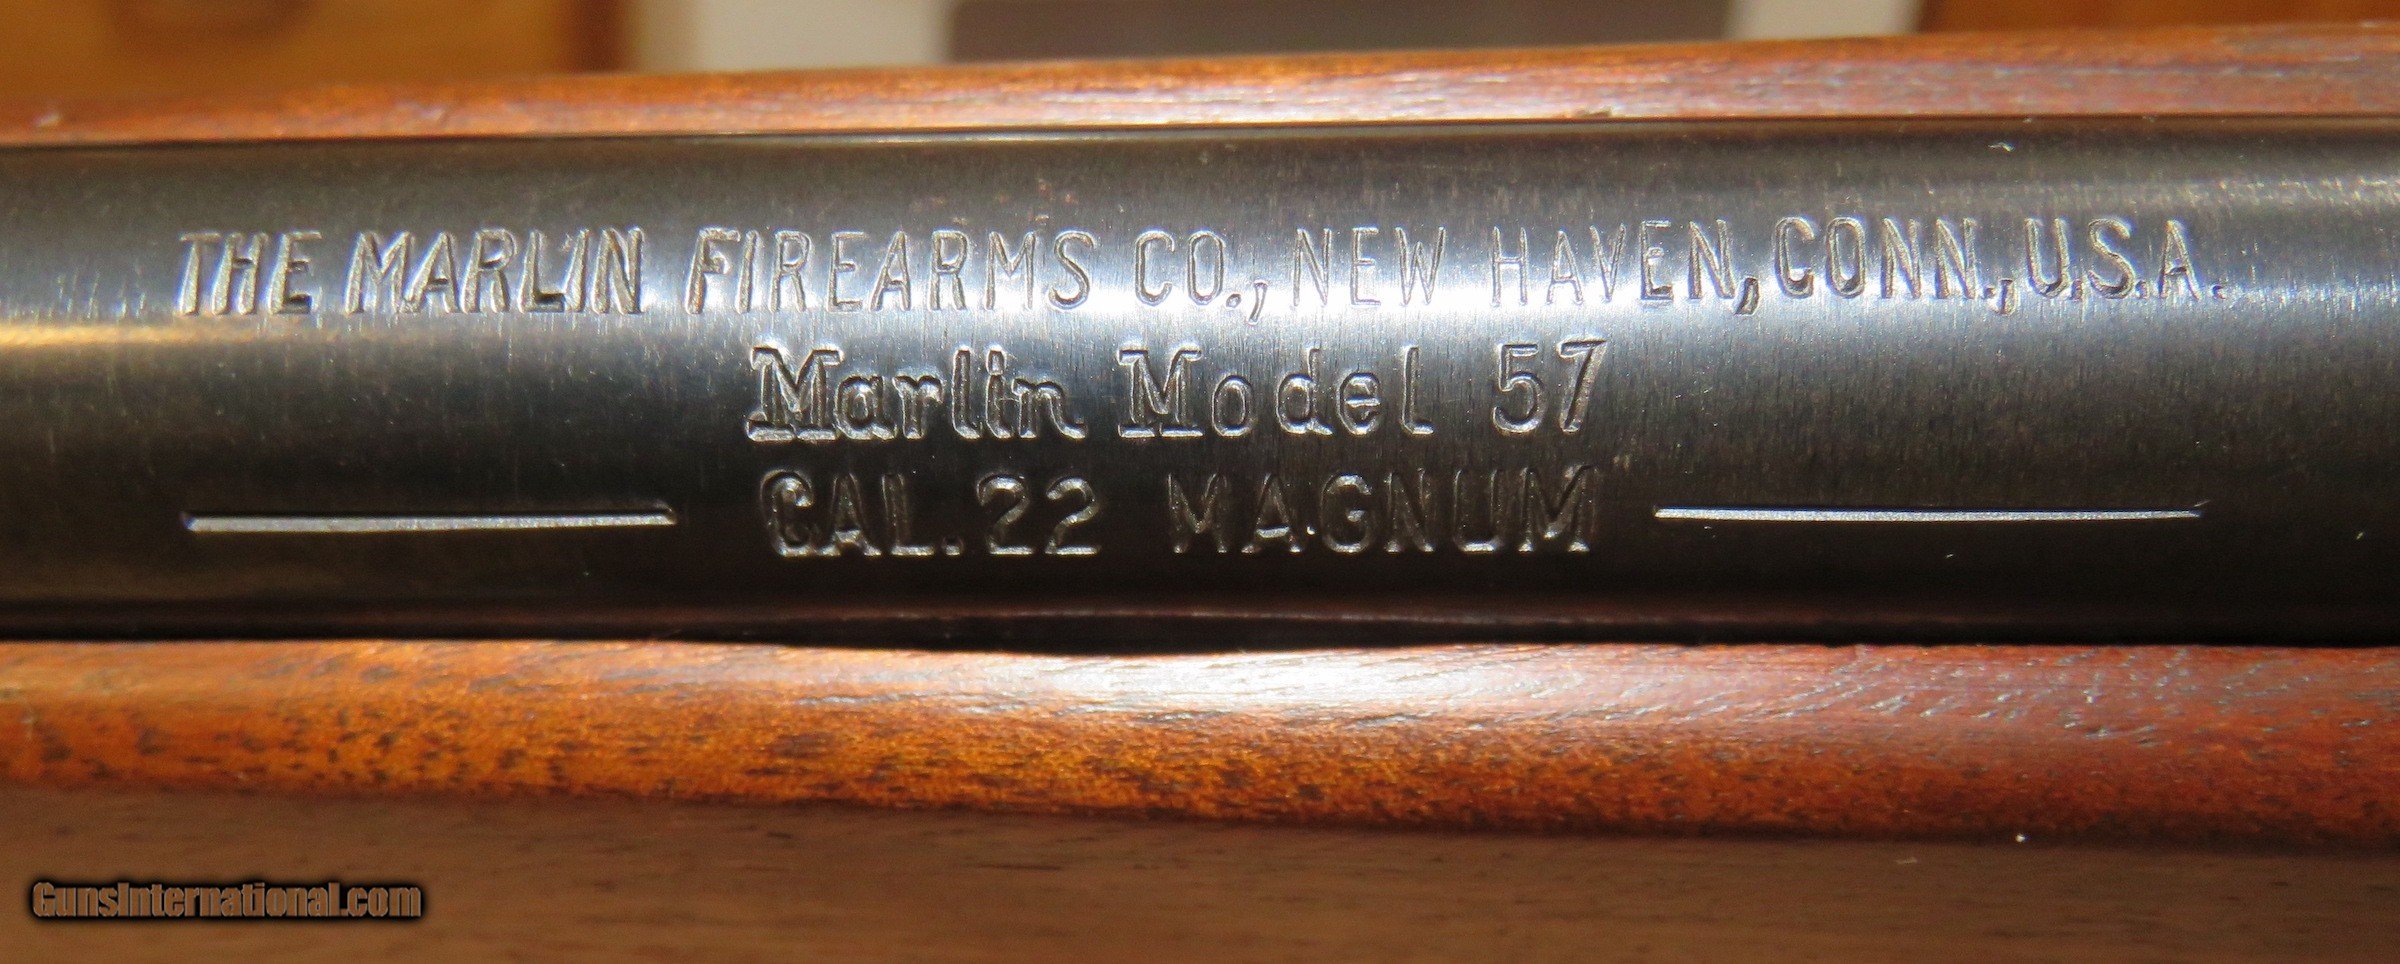 THE MARLIN FIREARMS CO., NEW HAVEN, CONN., U.S.A.
Marlin Model 57
CAL. 22 MAGNUM
GunsInternational.com